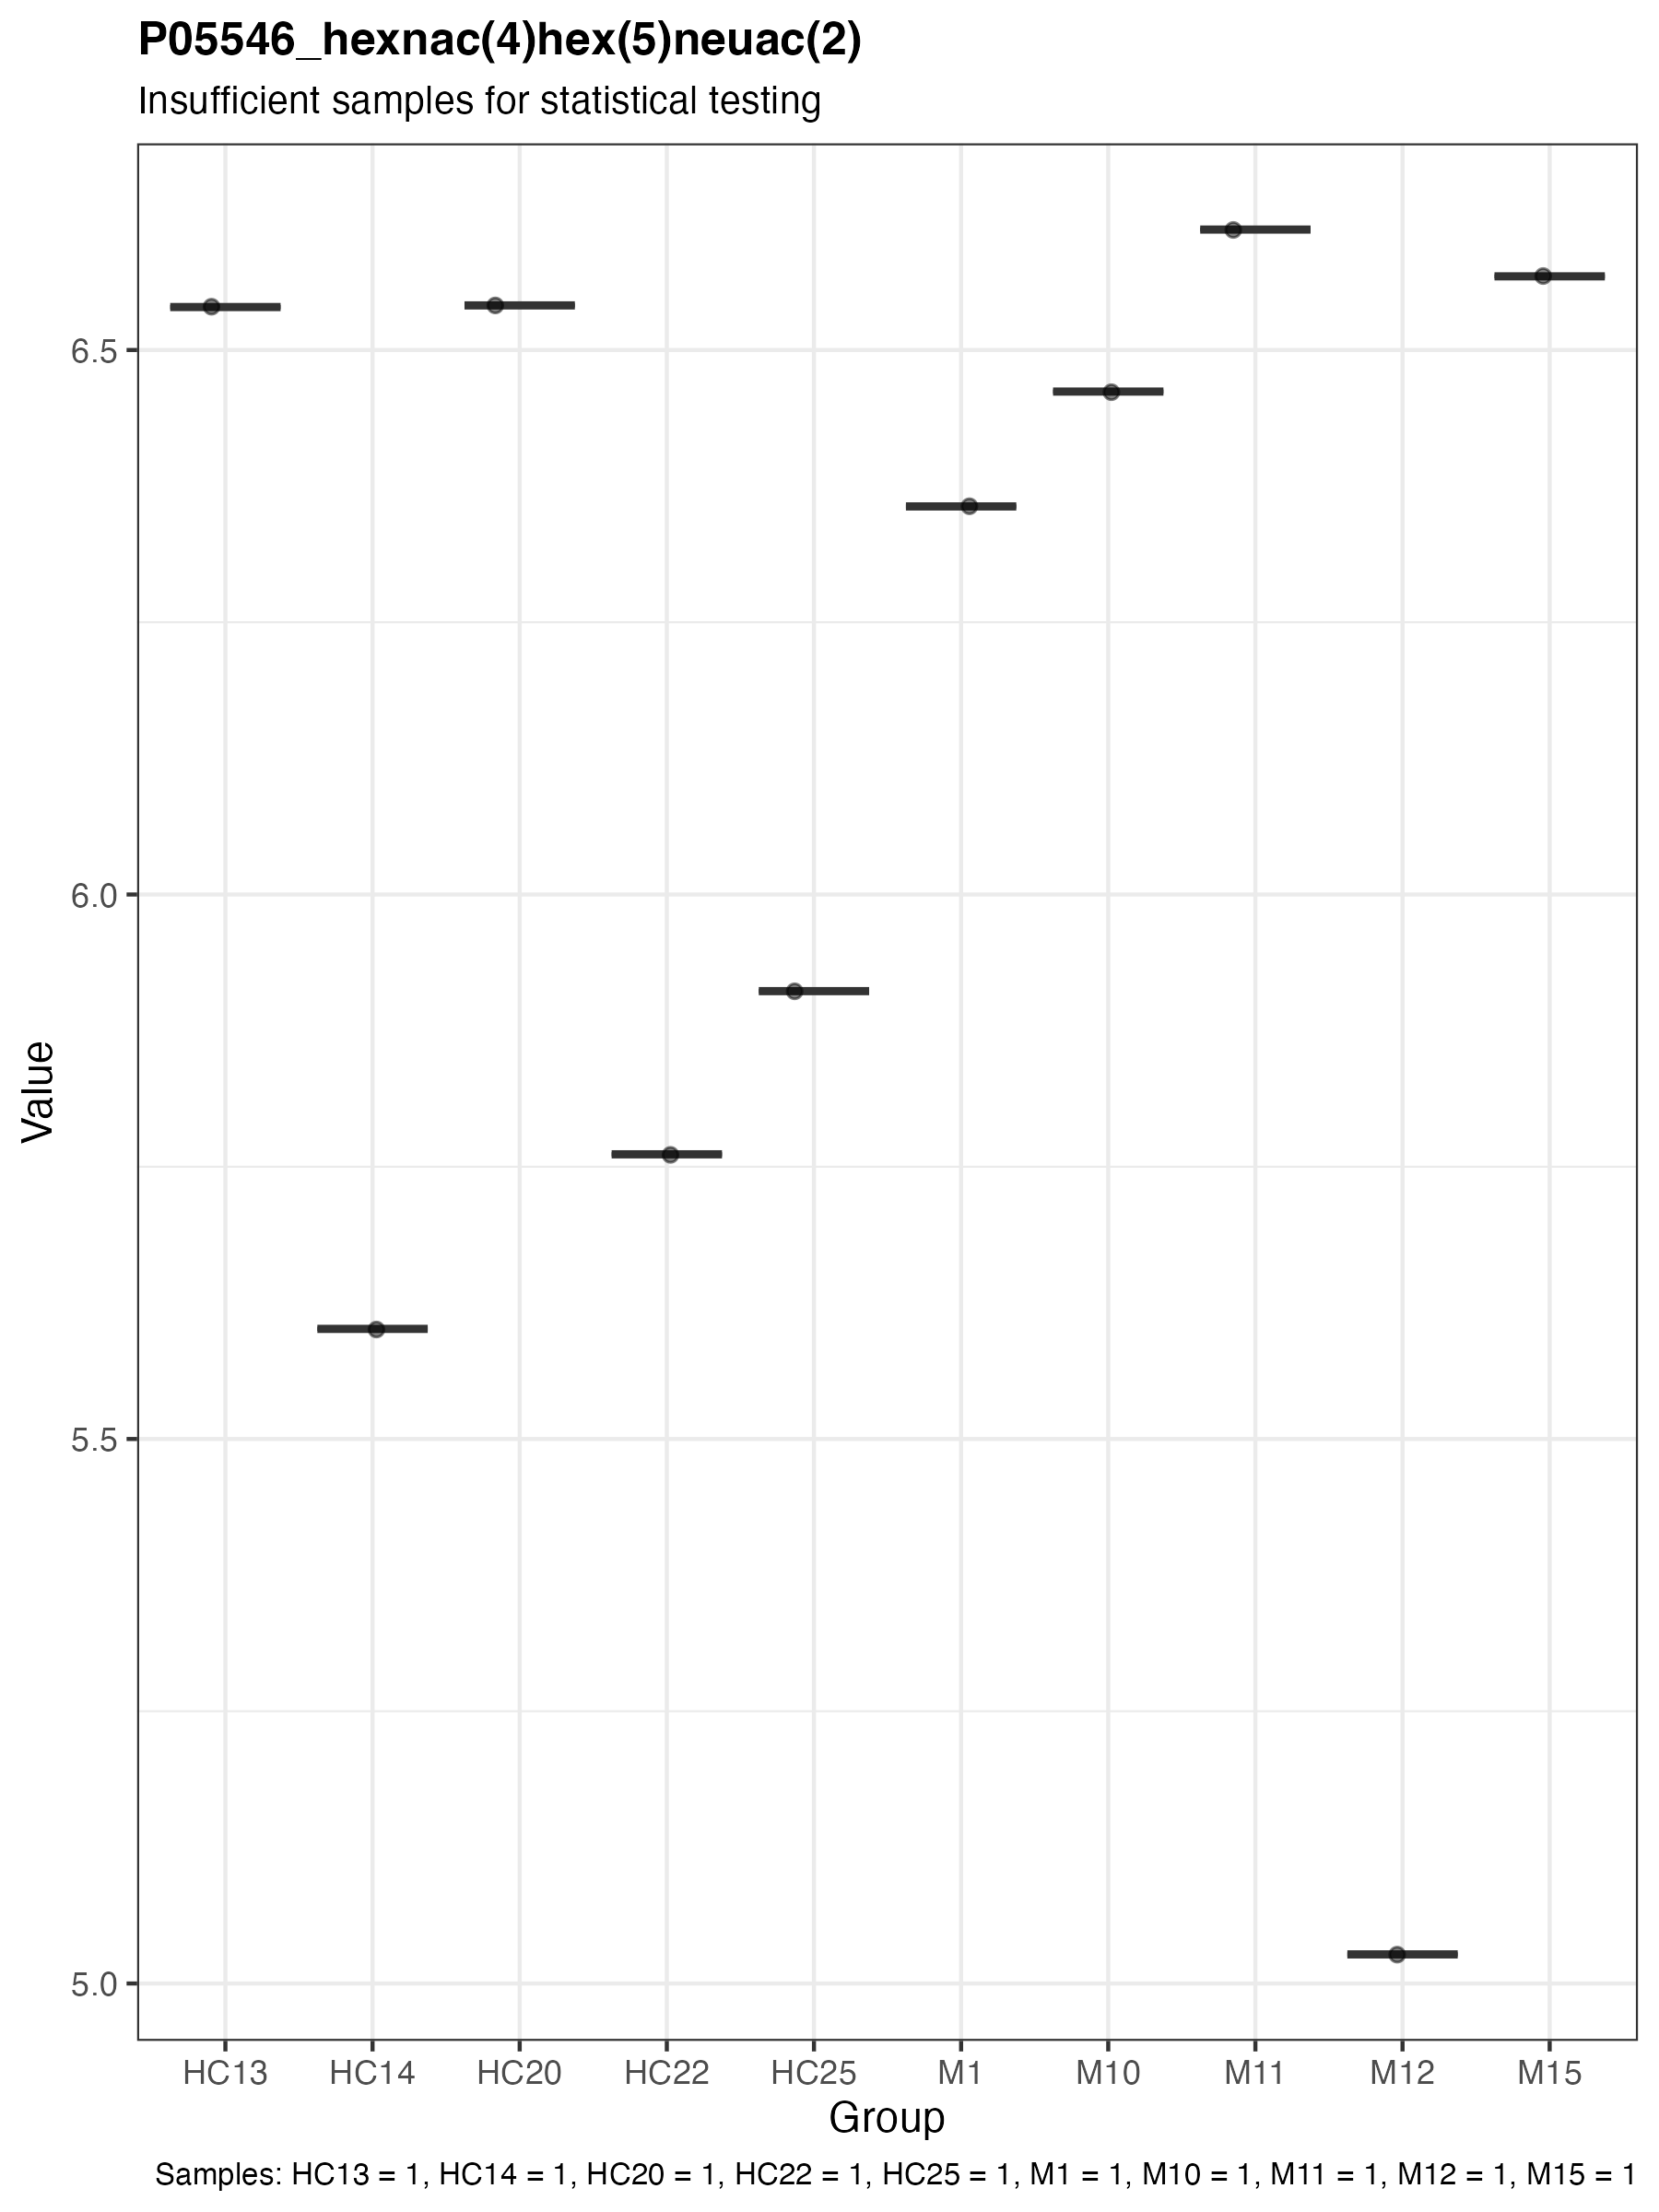 P05546_hexnac(4)hex(5)neuac(2)
Insufficient samples for statistical testing
6.5
6.0
5.5
5.0
Value
HC13 HC14 HC20 HC22 HC25 M1 M10 M11 M12 M15
Group
Samples: HC13 = 1, HC14 = 1, HC20 = 1, HC22 = 1, HC25 = 1, M1 = 1, M10 = 1, M11 = 1, M12 = 1, M15 = 1